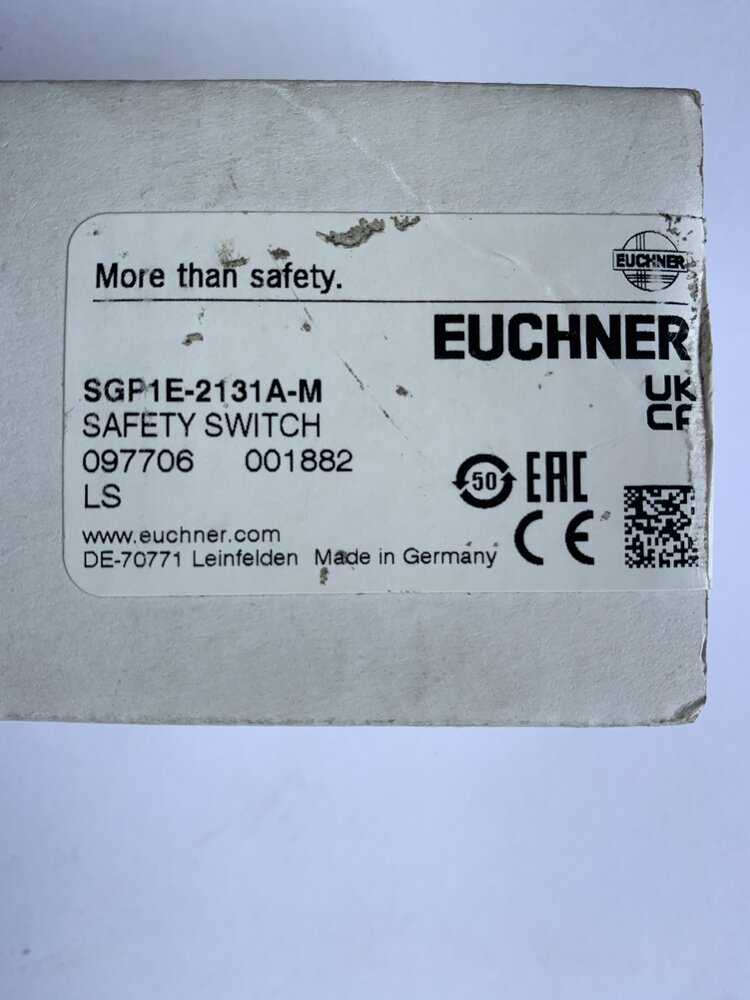 More than safety.
EUCHNER
EUCHNER
SGP1E-2131A-M
UK
CA
SAFETY SWITCH
097706 001882
50
EAC
LS
CE
www.euchner.com
DE-70771 Leinfelden Made in Germany